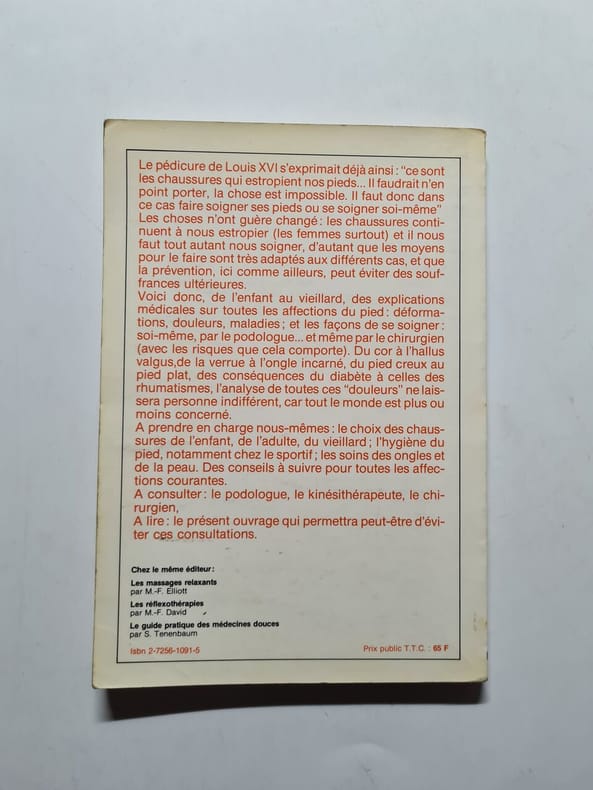 Le pédicure de Louis XVI s'exprimait déjà ainsi : "ce sont
les chaussures qui estropient nos pieds... Il faudrait n'en
point porter, la chose est impossible. Il faut donc dans
ce cas faire soigner ses pieds ou se soigner soi-même"
Les choses n'ont guère changé : les chaussures conti-
nuent à nous estropier (les femmes surtout) et il nous
faut tout autant nous soigner, d'autant que les moyens
pour le faire sont très adaptés aux différents cas, et que
la prévention, ici comme ailleurs, peut éviter des souf-
frances ultérieures.
Voici donc, de l'enfant au vieillard, des explications
médicales sur toutes les affections du pied : déforma-
tions, douleurs, maladies ; et les façons de se soigner :
soi-même, par le podologue... et même par le chirurgien
(avec les risques que cela comporte). Du cor à l'hallus
valgus,de la verrue à l'ongle incarné, du pied creux au
pied plat, des conséquences du diabète à celles des
rhumatismes, l'analyse de toutes ces "douleurs" ne lais-
sera personne indifférent, car tout le monde est plus ou
moins concerné.
A prendre en charge nous-mêmes : le choix des chaus-
sures de l'enfant, de l'adulte, du vieillard ; l'hygiène du
pied, notamment chez le sportif ; les soins des ongles et
de la peau. Des conseils à suivre pour toutes les affec-
tions courantes.
A consulter : le podologue, le kinésithérapeute, le chi-
rurgien,
A lire : le présent ouvrage qui permettra peut-être d'évi-
ter ces consultations.
Chez le même éditeur :
Les massages relaxants
par M.-F. Elliott
Les réflexothérapies
par M.-F. David
Le guide pratique des médecines douces
par S. Tenenbaum
Isbn 2-7256-1091-5
Prix public T.T.C. : 65 F